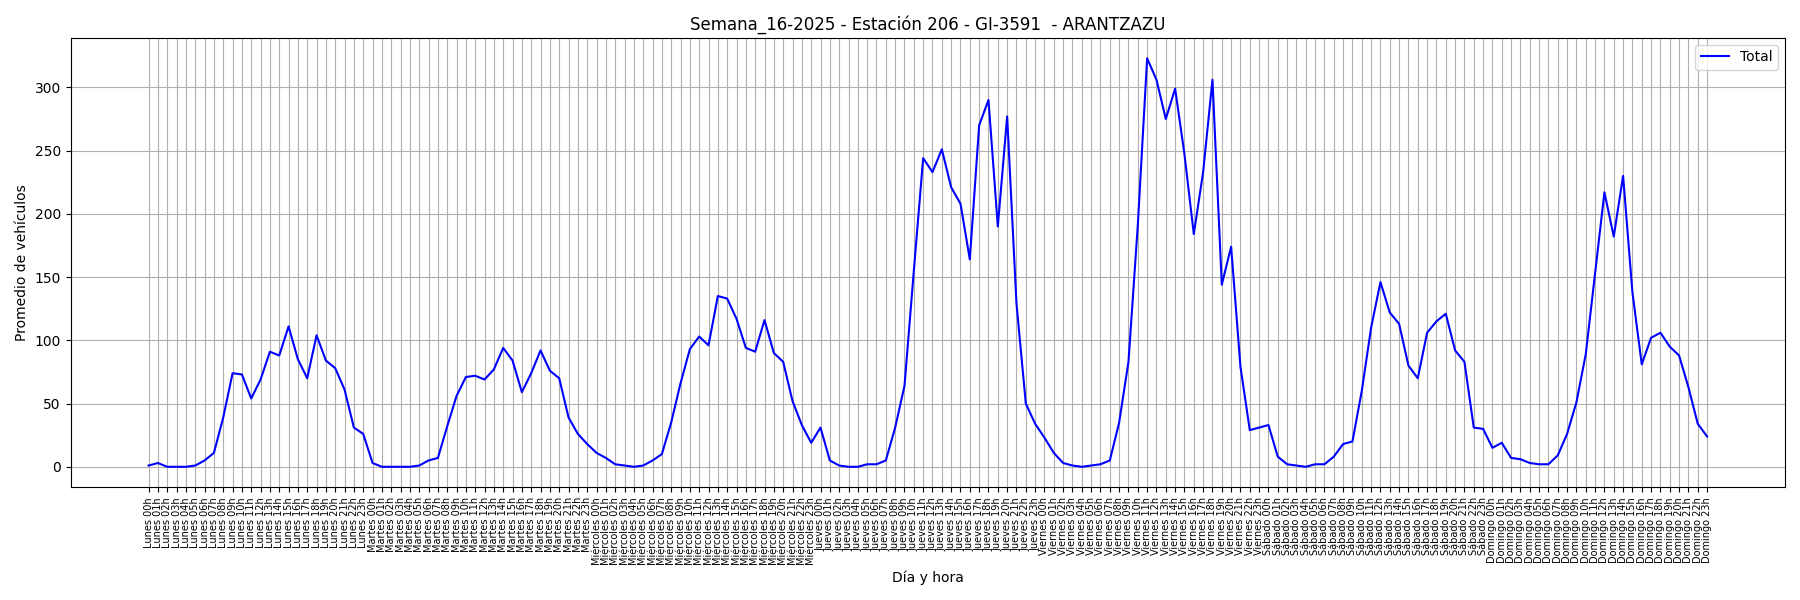 Semana_16-2025 - Estación 206 - GI-3591 - ARANTZAZU
Total
Promedio de vehículos
300
250
200
150
100
50
0
Lunes 00h
Lunes 01h
Lunes 02h
Lunes 03h
Lunes 04h
Lunes 05h
Lunes 06h
Lunes 07h
Lunes 08h
Lunes 09h
Lunes 10h
Lunes 11h
Lunes 12h
Lunes 13h
Lunes 14h
Lunes 15h
Lunes 16h
Lunes 17h
Lunes 18h
Lunes 19h
Lunes 20h
Lunes 21h
Lunes 22h
Lunes 23h
Martes 00h
Martes 01h
Martes 02h
Martes 03h
Martes 04h
Martes 05h
Martes 06h
Martes 07h
Martes 08h
Martes 09h
Martes 10h
Martes 11h
Martes 12h
Martes 13h
Martes 14h
Martes 15h
Martes 16h
Martes 17h
Martes 18h
Martes 19h
Martes 20h
Martes 21h
Martes 22h
Martes 23h
Miércoles 00h
Miércoles 01h
Miércoles 02h
Miércoles 03h
Miércoles 04h
Miércoles 05h
Miércoles 06h
Miércoles 07h
Miércoles 08h
Miércoles 09h
Miércoles 10h
Miércoles 11h
Miércoles 12h
Miércoles 13h
Miércoles 14h
Miércoles 15h
Miércoles 16h
Miércoles 17h
Miércoles 18h
Miércoles 19h
Miércoles 20h
Miércoles 21h
Miércoles 22h
Miércoles 23h
Jueves 00h
Jueves 01h
Jueves 02h
Jueves 03h
Jueves 04h
Jueves 05h
Jueves 06h
Jueves 07h
Jueves 08h
Jueves 09h
Jueves 10h
Jueves 11h
Jueves 12h
Jueves 13h
Jueves 14h
Jueves 15h
Jueves 16h
Jueves 17h
Jueves 18h
Jueves 19h
Jueves 20h
Jueves 21h
Jueves 22h
Jueves 23h
Viernes 00h
Viernes 01h
Viernes 02h
Viernes 03h
Viernes 04h
Viernes 05h
Viernes 06h
Viernes 07h
Viernes 08h
Viernes 09h
Viernes 10h
Viernes 11h
Viernes 12h
Viernes 13h
Viernes 14h
Viernes 15h
Viernes 16h
Viernes 17h
Viernes 18h
Viernes 19h
Viernes 20h
Viernes 21h
Viernes 22h
Viernes 23h
Sábado 00h
Sábado 01h
Sábado 02h
Sábado 03h
Sábado 04h
Sábado 05h
Sábado 06h
Sábado 07h
Sábado 08h
Sábado 09h
Sábado 10h
Sábado 11h
Sábado 12h
Sábado 13h
Sábado 14h
Sábado 15h
Sábado 16h
Sábado 17h
Sábado 18h
Sábado 19h
Sábado 20h
Sábado 21h
Sábado 22h
Sábado 23h
Domingo 00h
Domingo 01h
Domingo 02h
Domingo 03h
Domingo 04h
Domingo 05h
Domingo 06h
Domingo 07h
Domingo 08h
Domingo 09h
Domingo 10h
Domingo 11h
Domingo 12h
Domingo 13h
Domingo 14h
Domingo 15h
Domingo 16h
Domingo 17h
Domingo 18h
Domingo 19h
Domingo 20h
Domingo 21h
Domingo 22h
Domingo 23h
Día y hora